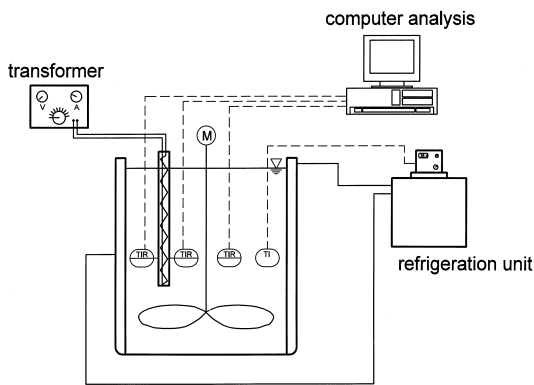 computer analysis
transformer
V
A
M
TIR
TIR
TIR
TI
refrigeration unit